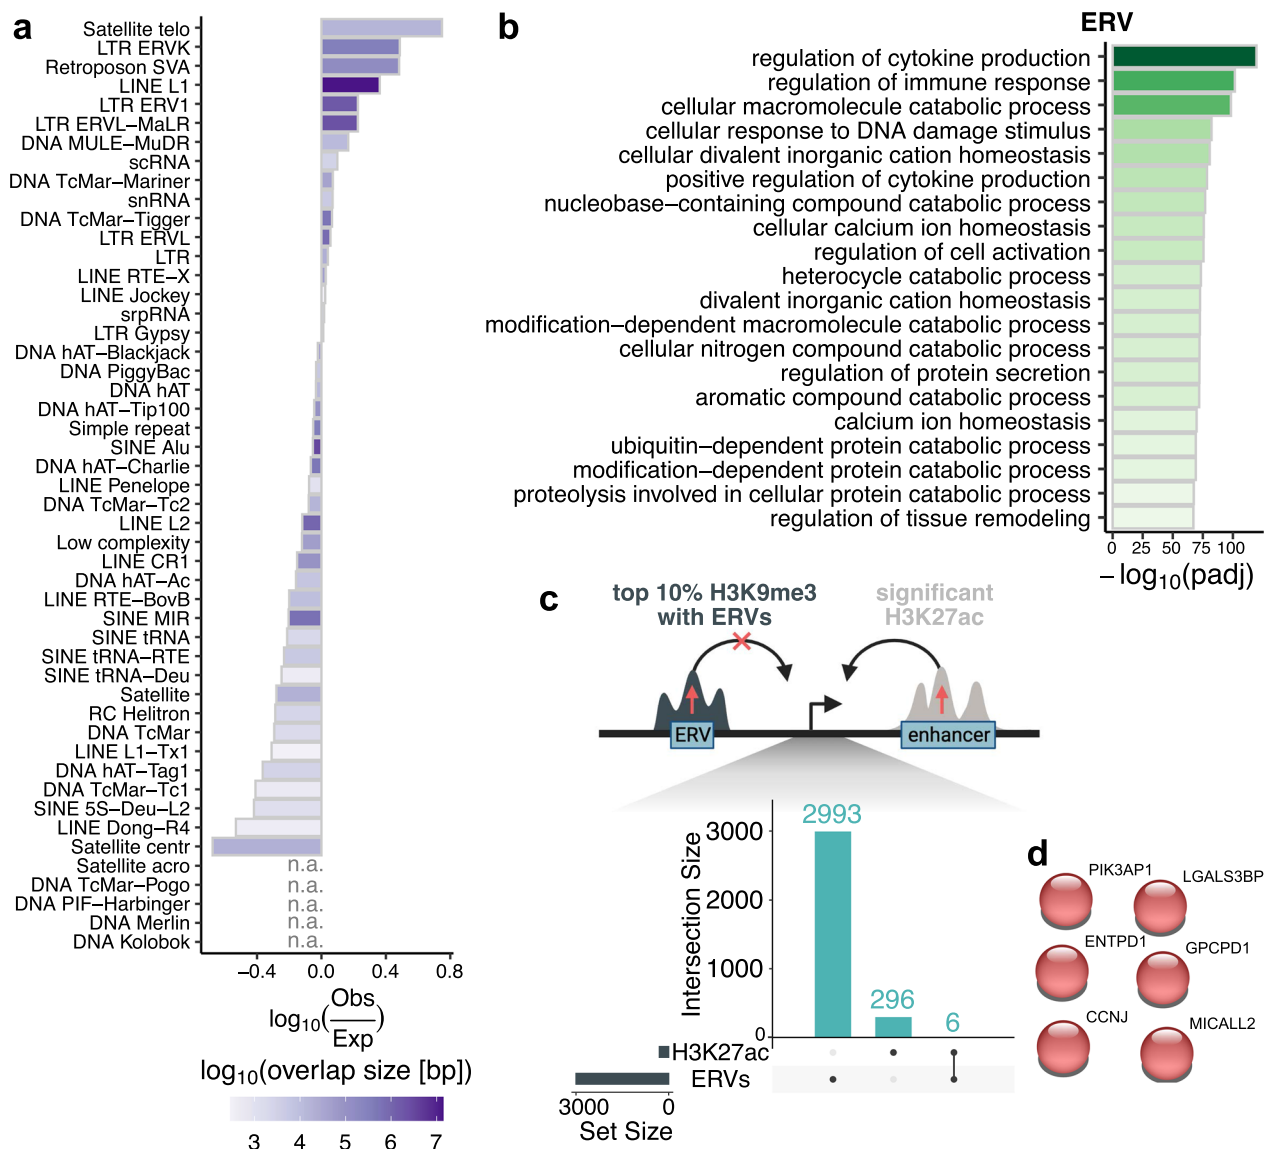 a
Satellite telo
LTR ERVK
Retroposon SVA
LINE L1
LTR ERV1
LTR ERVL−MaLR
DNA MULE−MuDR
scRNA
DNA TcMar−Mariner
snRNA
DNA TcMar−Tigger
LTR ERVL
LTR
LINE RTE−X
LINE Jockey
srpRNA
LTR Gypsy
DNA hAT−Blackjack
DNA PiggyBac
DNA hAT
DNA hAT−Tip100
Simple repeat
SINE Alu
DNA hAT−Charlie
LINE Penelope
DNA TcMar−Tc2
LINE L2
Low complexity
LINE CR1
DNA hAT−Ac
LINE RTE−BovB
SINE MIR
SINE tRNA
SINE tRNA−RTE
SINE tRNA−Deu
Satellite
RC Helitron
DNA TcMar
LINE L1−Tx1
DNA hAT−Tag1
DNA TcMar−Tc1
SINE 5S−Deu−L2
LINE Dong−R4
Satellite centr
Satellite acro n.a.
DNA TcMar−Pogo n.a.
DNA PIF−Harbinger n.a.
DNA Merlin n.a.
DNA Kolobok n.a.
−0.4 0.0 0.4 0.8
log10(Obs/Exp)
log10(overlap size [bp])
3 4 5 6 7
b
ERV
regulation of cytokine production
regulation of immune response
cellular macromolecule catabolic process
cellular response to DNA damage stimulus
cellular divalent inorganic cation homeostasis
positive regulation of cytokine production
nucleobase−containing compound catabolic process
cellular calcium ion homeostasis
regulation of cell activation
heterocycle catabolic process
divalent inorganic cation homeostasis
modification−dependent macromolecule catabolic process
cellular nitrogen compound catabolic process
regulation of protein secretion
aromatic compound catabolic process
calcium ion homeostasis
ubiquitin−dependent protein catabolic process
modification−dependent protein catabolic process
proteolysis involved in cellular protein catabolic process
regulation of tissue remodeling
0 25 50 75 100
−log10(padj)
c
top 10% H3K9me3
with ERVs
significant
H3K27ac
ERV
enhancer
Intersection Size
3000
2000
1000
0
2993
296
6
H3K27ac
ERVs
3000 0
Set Size
d
PIK3AP1
LGALS3BP
ENTPD1
GPCPD1
CCNJ
MICALL2